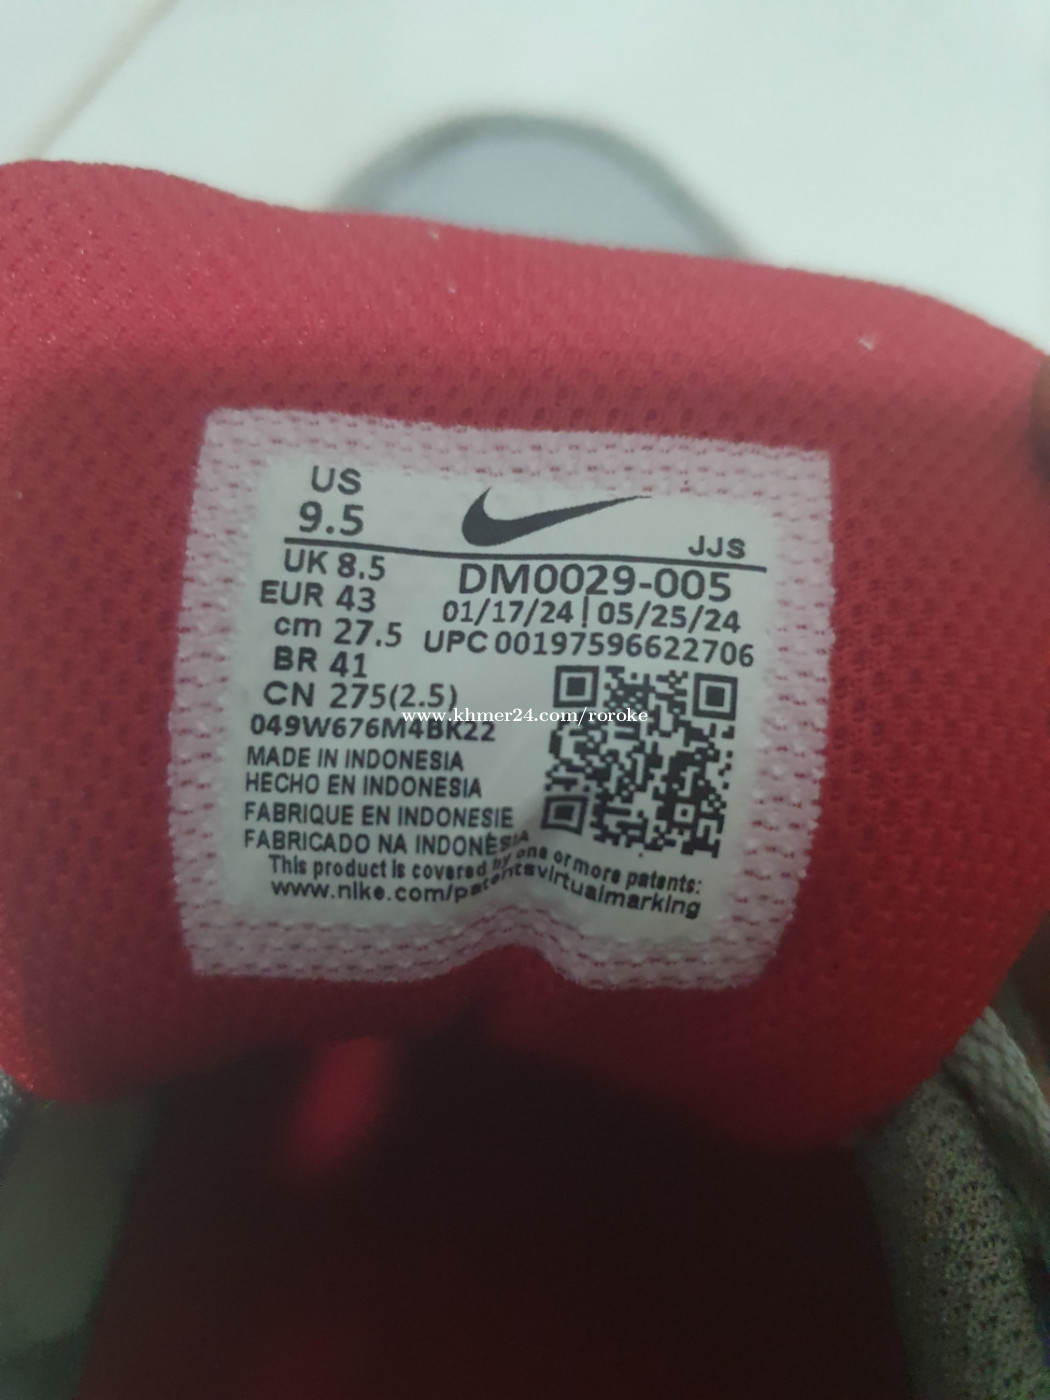 US
9.5
JJS
UK 8.5
DM0029-005
EUR 43
01/17/24 | 05/25/24
cm 27.5
UPC 00197596622706
BR 41
CN 275(2.5)
www.khmer24.com/roroke
049W676M4BK22
MADE IN INDONESIA
HECHO EN INDONESIA
FABRIQUE EN INDONESIE
FABRICADO NA INDONÉSIA
This product is covered by one or more patents:
www.nike.com/patentsvirtualmarking